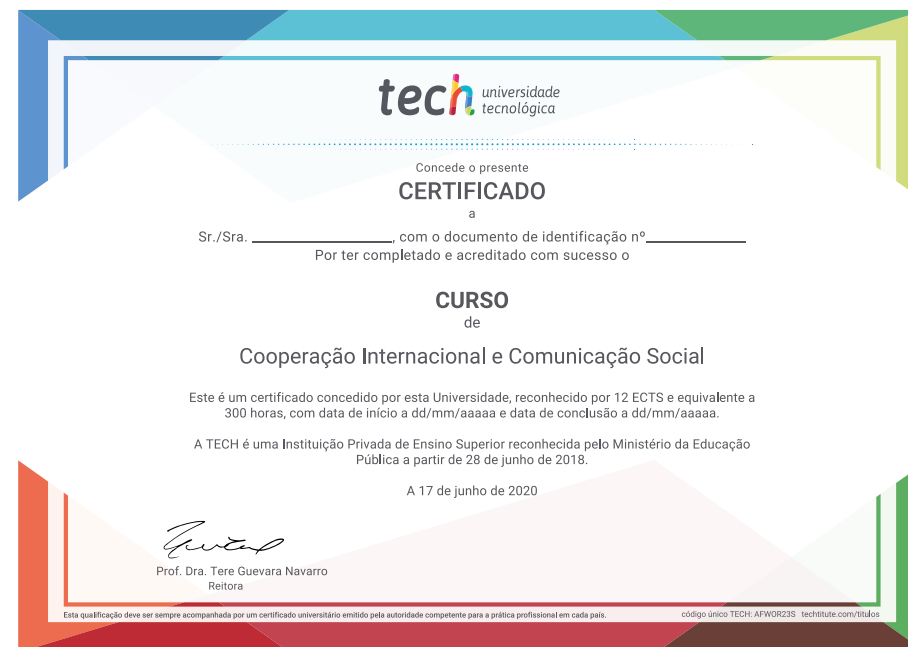 tech universidade
tecnológica
Concede o presente
CERTIFICADO
a
Sr./Sra. ____________________, com o documento de identificação nº______________
Por ter completado e acreditado com sucesso o
CURSO
de
Cooperação Internacional e Comunicação Social
Este é um certificado concedido por esta Universidade, reconhecido por 12 ECTS e equivalente a
300 horas, com data de início a dd/mm/aaaaa e data de conclusão a dd/mm/aaaaa.
A TECH é uma Instituição Privada de Ensino Superior reconhecida pelo Ministério da Educação
Pública a partir de 28 de junho de 2018.
A 17 de junho de 2020
Prof. Dra. Tere Guevara Navarro
Reitora
Esta qualificação deve ser sempre acompanhada por um certificado universitário emitido pela autoridade competente para a prática profissional em cada país.
código único TECH: AFWOR23S techtitute.com/titulos